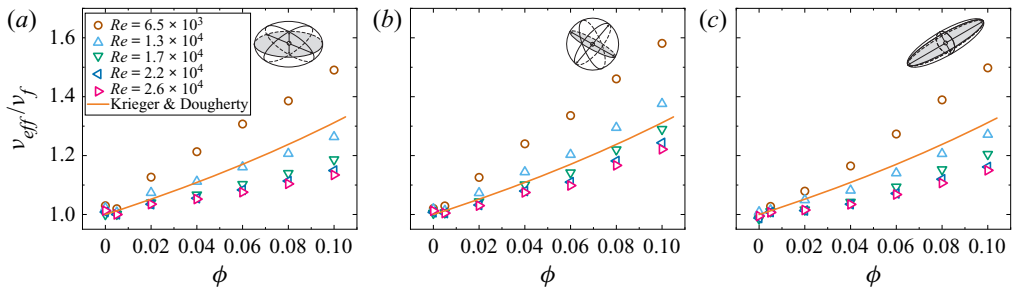 (a) (b) (c)
ν_eff/ν_f
1.6
1.4
1.2
1.0
Re = 6.5 × 10³
Re = 1.3 × 10⁴
Re = 1.7 × 10⁴
Re = 2.2 × 10⁴
Re = 2.6 × 10⁴
Krieger & Dougherty
0 0.02 0.04 0.06 0.08 0.10 0 0.02 0.04 0.06 0.08 0.10 0 0.02 0.04 0.06 0.08 0.10
ϕ ϕ ϕ